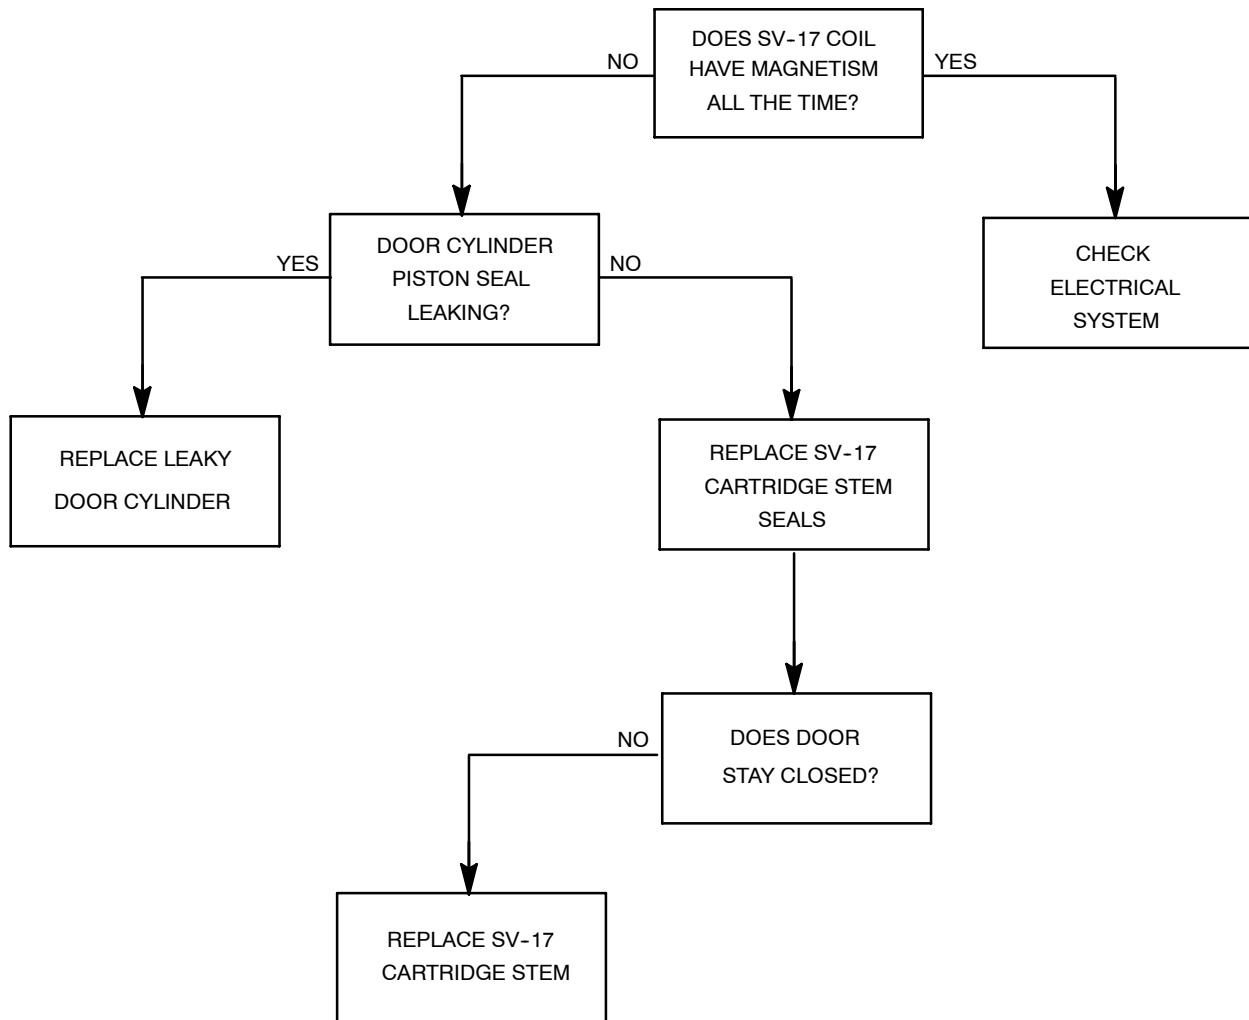 DOES SV-17 COIL
HAVE MAGNETISM
ALL THE TIME?
NO
YES
DOOR CYLINDER
PISTON SEAL
LEAKING?
YES
NO
CHECK
ELECTRICAL
SYSTEM
REPLACE LEAKY
DOOR CYLINDER
REPLACE SV-17
CARTRIDGE STEM
SEALS
DOES DOOR
STAY CLOSED?
NO
REPLACE SV-17
CARTRIDGE STEM